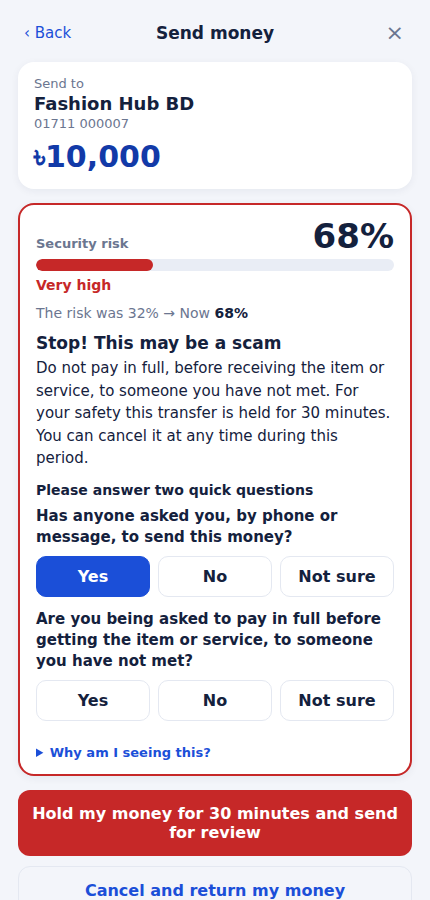 ‹ Back
Send money
×
Send to
Fashion Hub BD
01711 000007
৳10,000
Security risk
68%
Very high
The risk was 32% → Now 68%
Stop! This may be a scam
Do not pay in full, before receiving the item or
service, to someone you have not met. For
your safety this transfer is held for 30 minutes.
You can cancel it at any time during this
period.
Please answer two quick questions
Has anyone asked you, by phone or
message, to send this money?
Yes
No
Not sure
Are you being asked to pay in full before
getting the item or service, to someone
you have not met?
Yes
No
Not sure
▶ Why am I seeing this?
Hold my money for 30 minutes and send
for review
Cancel and return my money